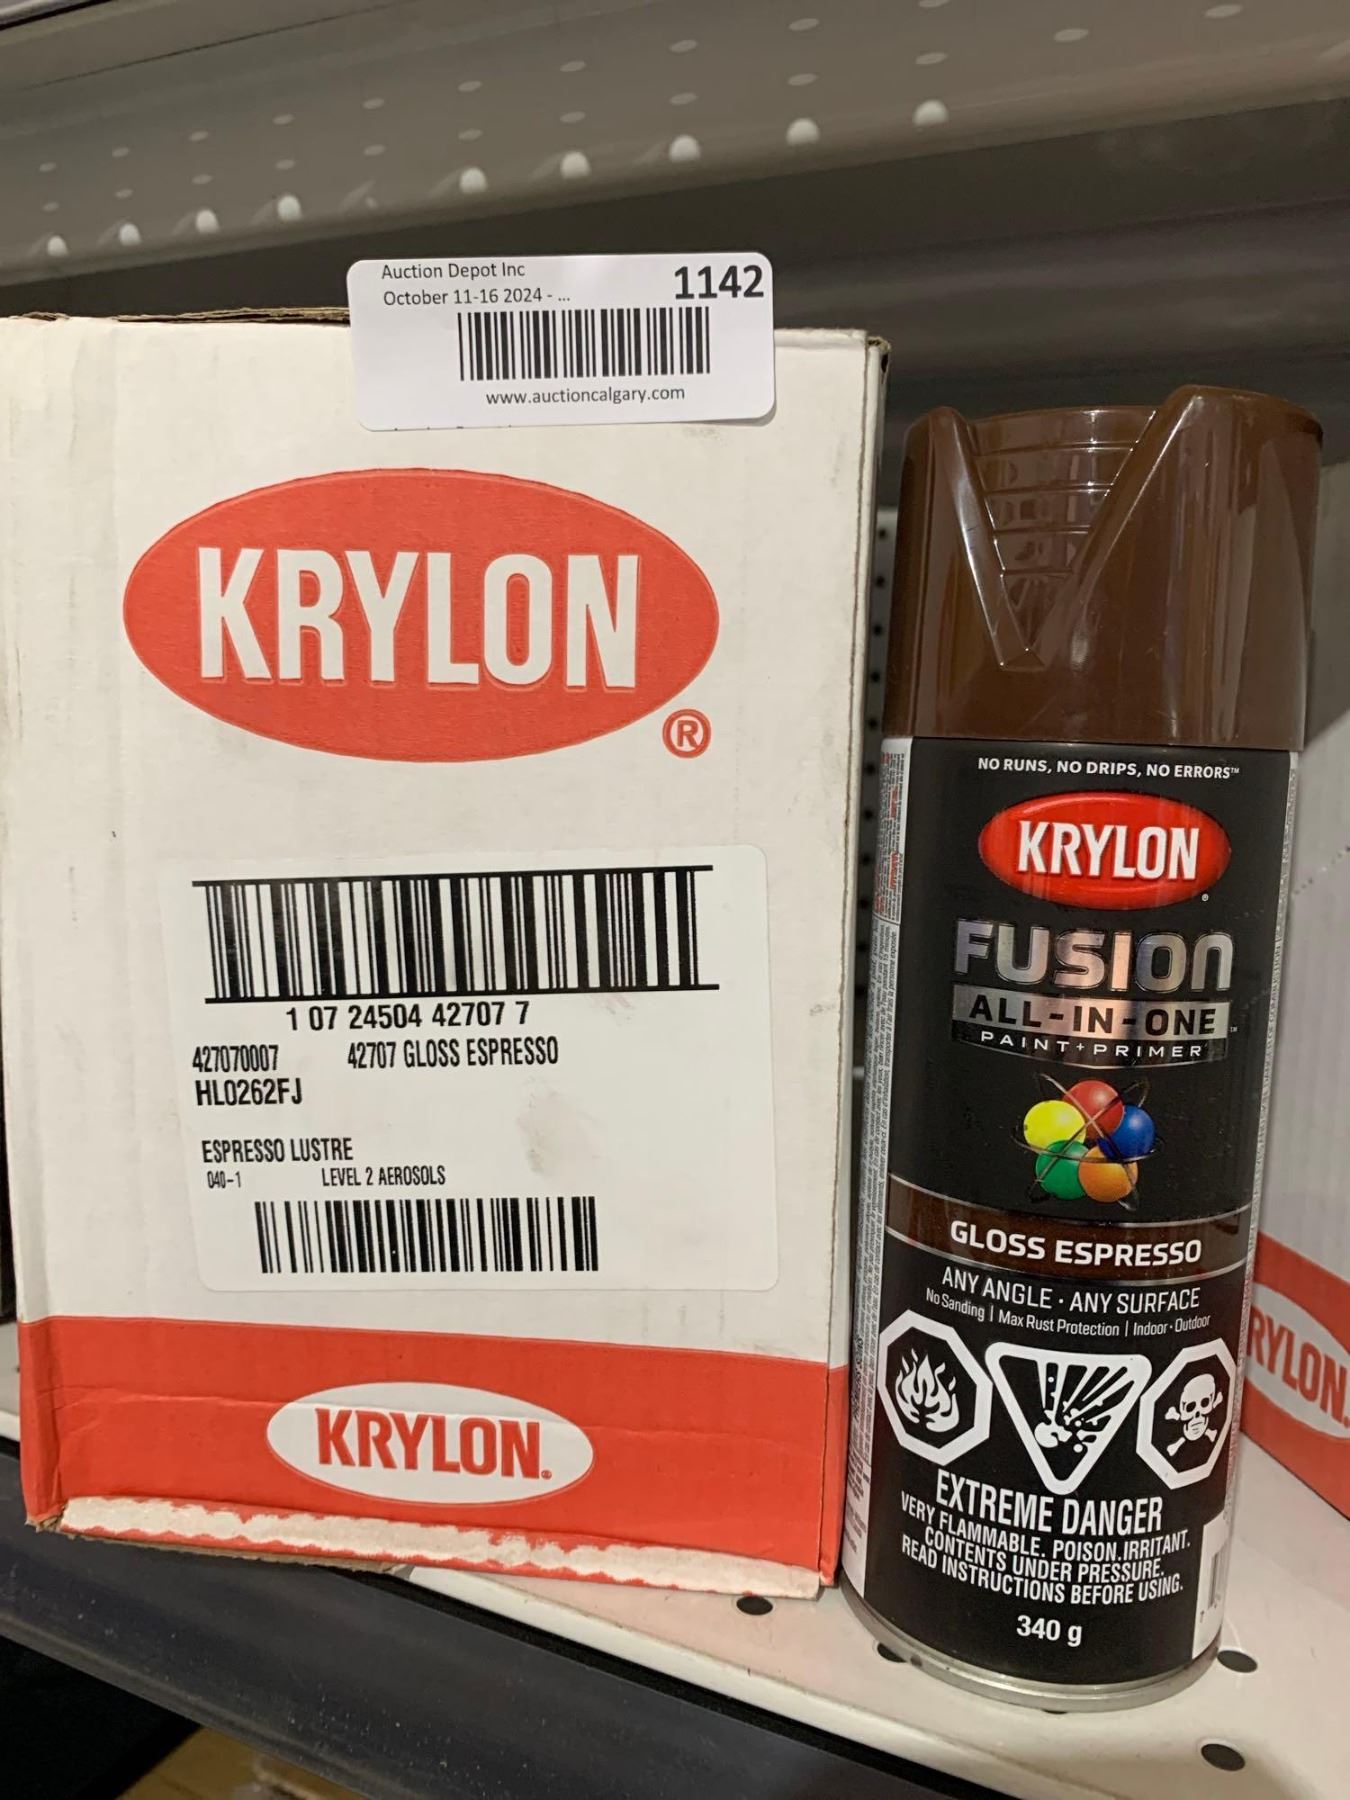 Auction Depot Inc
1142
October 11-16 2024 - ...
www.auctioncalgary.com
KRYLON
®
1 07 24504 42707 7
427070007 42707 GLOSS ESPRESSO
HL0262FJ
ESPRESSO LUSTRE
040-1 LEVEL 2 AEROSOLS
KRYLON®
NO RUNS, NO DRIPS, NO ERRORS™
KRYLON®
FUSION
ALL-IN-ONE™
PAINT+PRIMER
GLOSS ESPRESSO
ANY ANGLE · ANY SURFACE
No Sanding | Max Rust Protection | Indoor · Outdoor
EXTREME DANGER
VERY FLAMMABLE. POISON. IRRITANT.
CONTENTS UNDER PRESSURE.
READ INSTRUCTIONS BEFORE USING.
340 g
RYLON